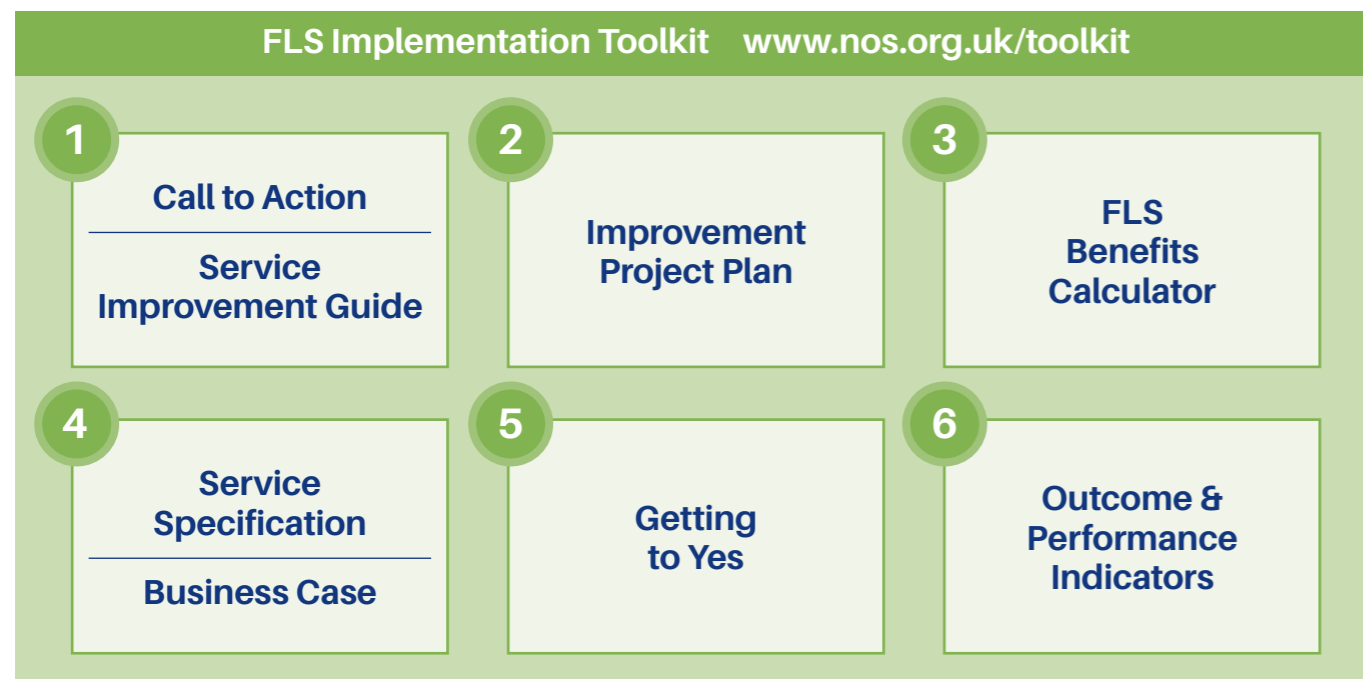 FLS Implementation Toolkit www.nos.org.uk/toolkit
1
Call to Action
Service
Improvement Guide
2
Improvement
Project Plan
3
FLS
Benefits
Calculator
4
Service
Specification
Business Case
5
Getting
to Yes
6
Outcome &
Performance
Indicators